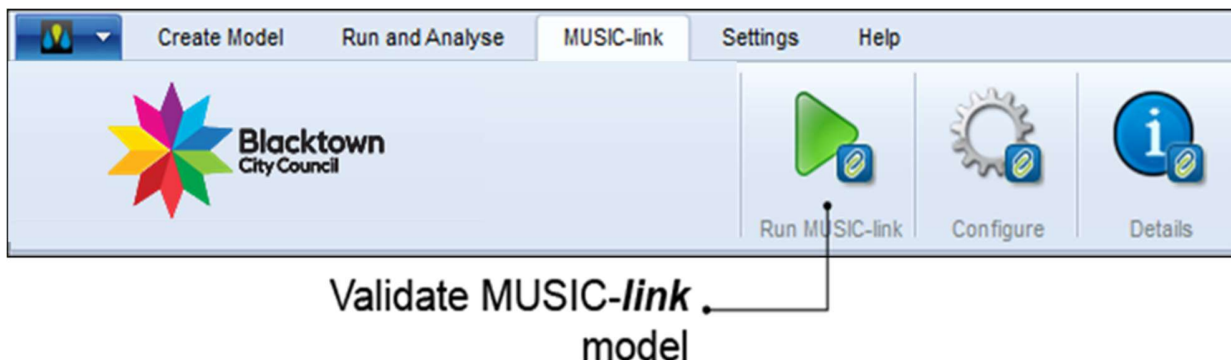 Create Model Run and Analyse MUSIC-link Settings Help
Blacktown
City Council
Run MUSIC-link Configure Details
Validate MUSIC-link
model